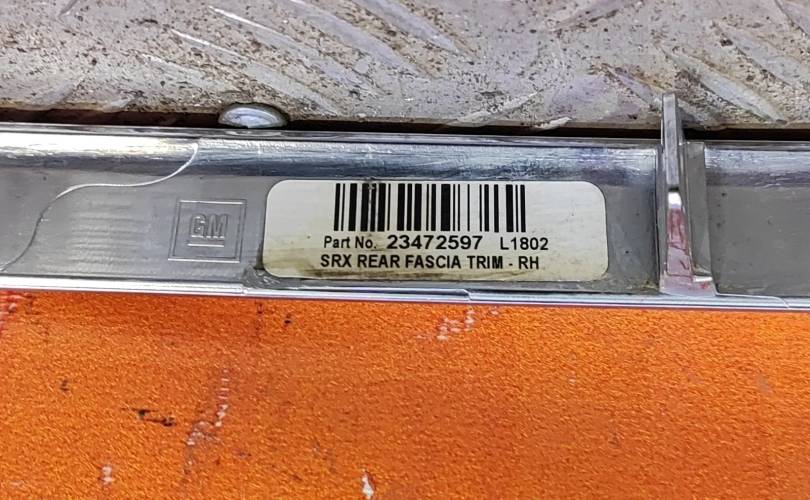 GM
Part No. 23472597 L1802
SRX REAR FASCIA TRIM - RH